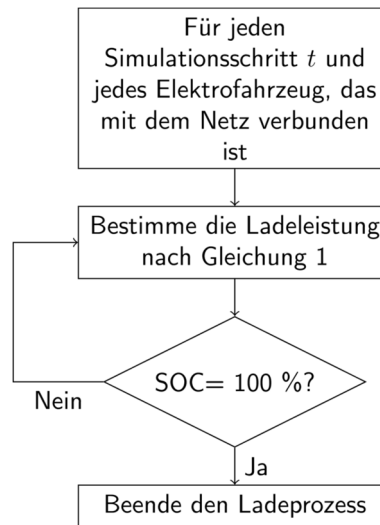 Für jeden
Simulationsschritt t und
jedes Elektrofahrzeug, das
mit dem Netz verbunden
ist
Bestimme die Ladeleistung
nach Gleichung 1
SOC= 100 %?
Nein
Ja
Beende den Ladeprozess